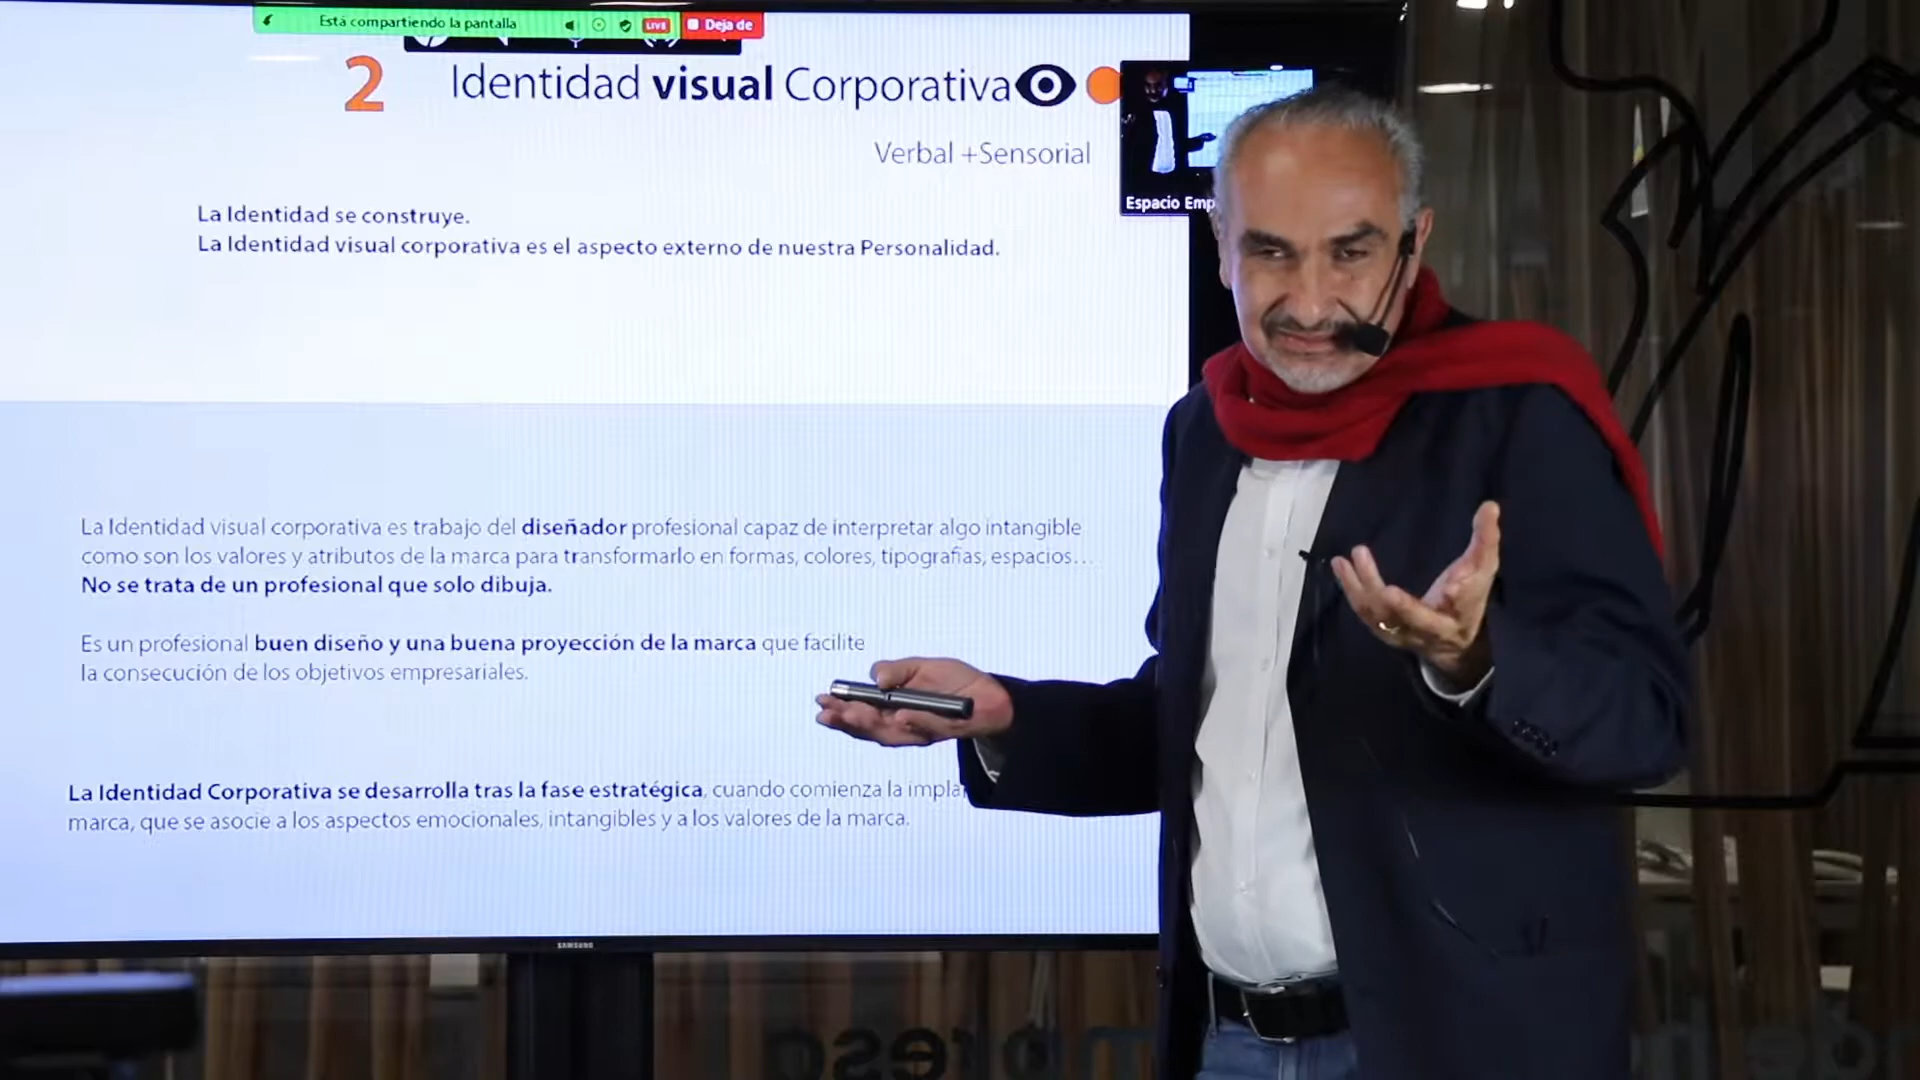 Está compartiendo la pantalla
LIVE
Deja de
2 Identidad visual Corporativa
Verbal +Sensorial
Espacio Emp
La Identidad se construye.
La Identidad visual corporativa es el aspecto externo de nuestra Personalidad.
La Identidad visual corporativa es trabajo del diseñador profesional capaz de interpretar algo intangible
como son los valores y atributos de la marca para transformarlo en formas, colores, tipografías, espacios...
No se trata de un profesional que solo dibuja.
Es un profesional buen diseño y una buena proyección de la marca que facilite
la consecución de los objetivos empresariales.
La Identidad Corporativa se desarrolla tras la fase estratégica, cuando comienza la impla
marca, que se asocie a los aspectos emocionales, intangibles y a los valores de la marca.
SAMSUNG